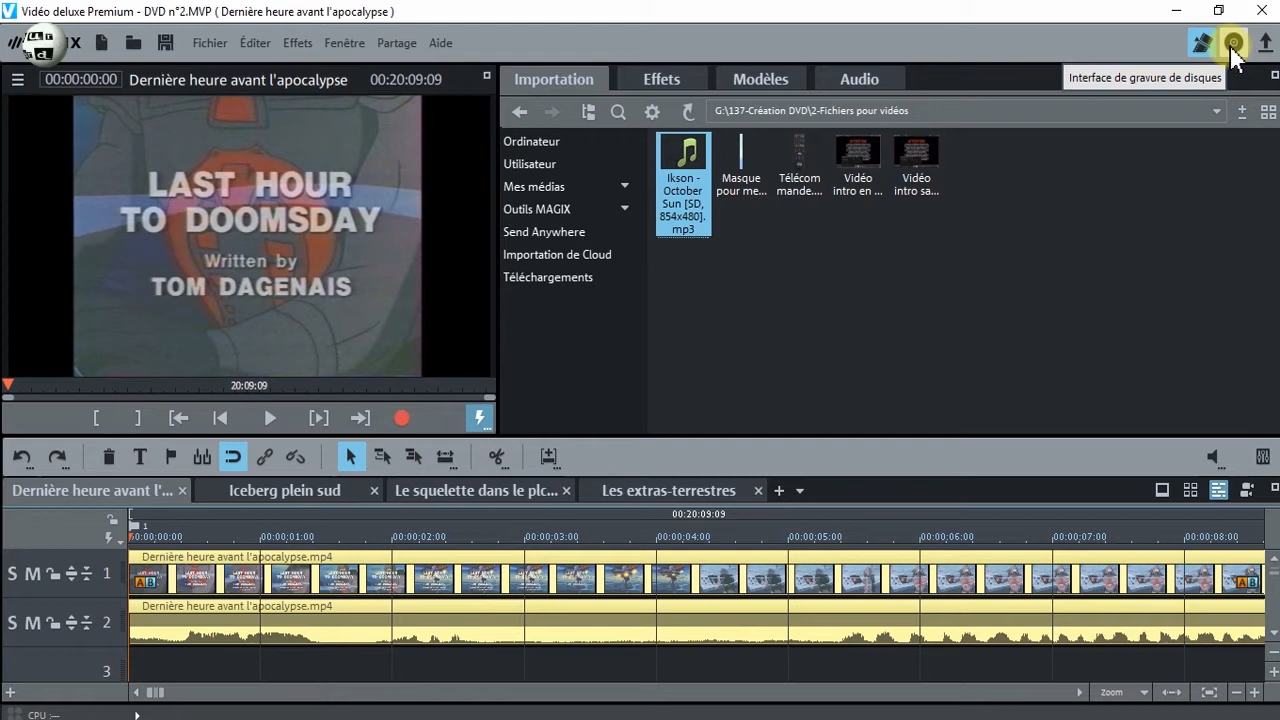 Vidéo deluxe Premium - DVD n°2.MVP ( Dernière heure avant l'apocalypse )
X Fichier Éditer Effets Fenêtre Partage Aide
00:00:00:00 Dernière heure avant l'apocalypse 00:20:09:09
Importation Effets Modèles Audio Interface de gravure de disques
G:\137-Création DVD\2-Fichiers pour vidéos
LAST HOUR
TO DOOMSDAY
Written by
TOM DAGENAIS
20:09:09
Ordinateur
Utilisateur
Mes médias
Outils MAGIX
Send Anywhere
Importation de Cloud
Téléchargements
Ikson -
October
Sun [SD,
854x480].
mp3
Masque
pour me...
Télécom
mande....
Vidéo
intro en ...
Vidéo
intro sa...
Dernière heure avant l'... Iceberg plein sud Le squelette dans le plc... Les extras-terrestres
00:20:09:09
1
00:00:00;00 00:00:01:00 00:00:02:00 00:00:03:00 00:00:04:00 00:00:05:00 00:00:06:00 00:00:07:00 00:00:08:00
Dernière heure avant l'apocalypse.mp4
S M 1
AB AB
Dernière heure avant l'apocalypse.mp4
S M 2
3
Zoom
CPU :---